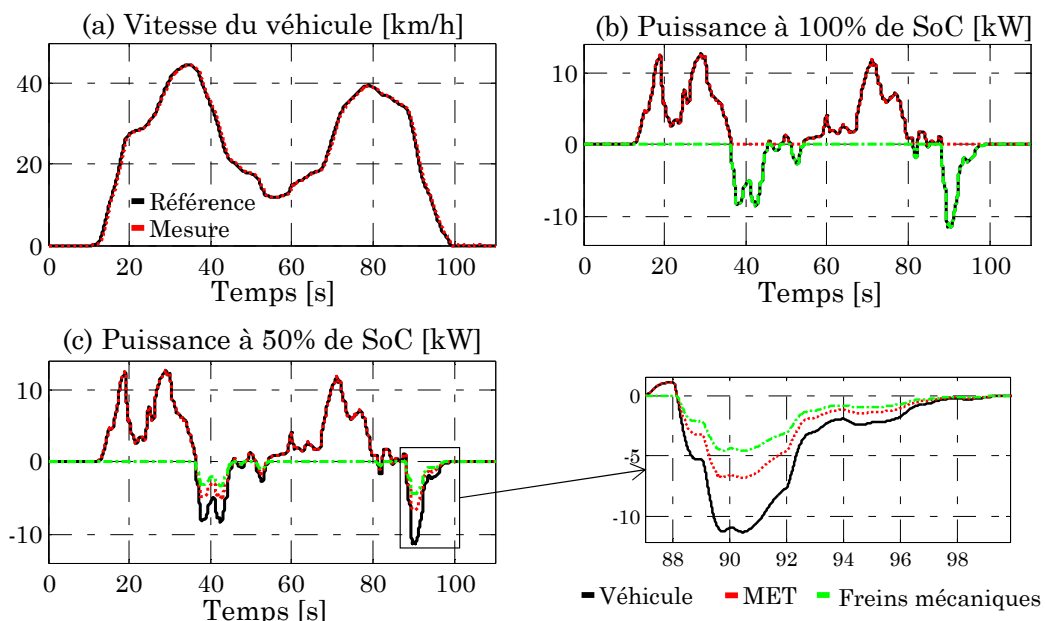 (a) Vitesse du véhicule [km/h]
40
20
0
Référence
Mesure
0 20 40 60 80 100
Temps [s]
(b) Puissance à 100% de SoC [kW]
10
0
-10
0 20 40 60 80 100
Temps [s]
(c) Puissance à 50% de SoC [kW]
10
0
-10
0 20 40 60 80 100
Temps [s]
0
-5
-10
88 90 92 94 96 98
Véhicule MET Freins mécaniques